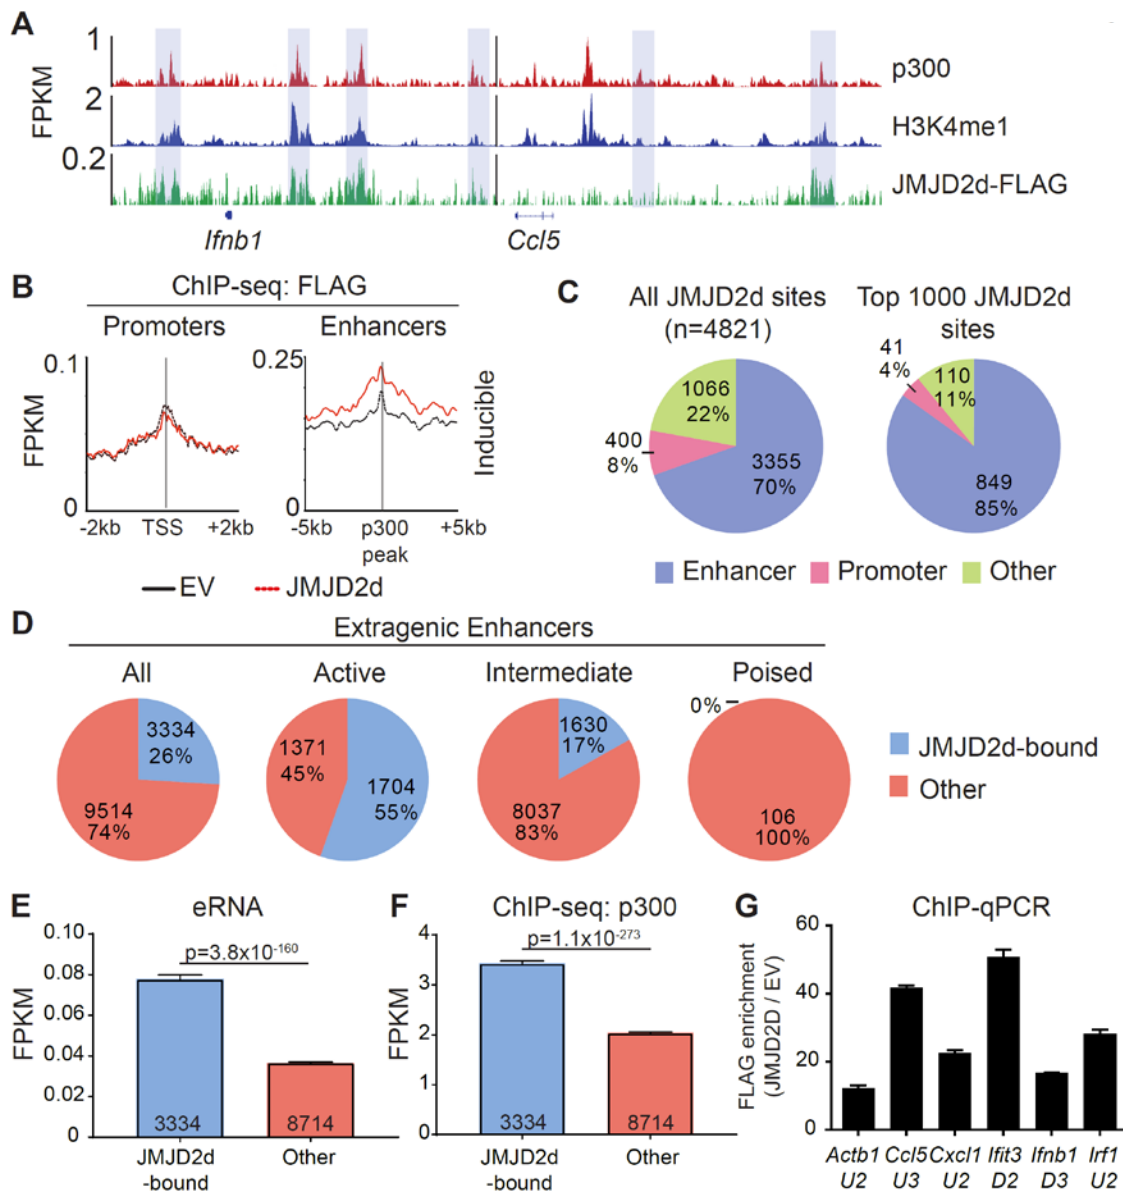 A
FPKM
1
2
0.2
p300
H3K4me1
JMJD2d-FLAG
Ifnb1
Ccl5
B
ChIP-seq: FLAG
Promoters
Enhancers
FPKM
0.1
0
-2kb TSS +2kb
0.25
0
-5kb p300 peak +5kb
Inducible
EV
JMJD2d
C
All JMJD2d sites
(n=4821)
1066
22%
400
8%
3355
70%
Top 1000 JMJD2d
sites
41
4%
110
11%
849
85%
Enhancer
Promoter
Other
D
Extragenic Enhancers
All
Active
Intermediate
Poised
3334
26%
9514
74%
1371
45%
1704
55%
1630
17%
8037
83%
0%
106
100%
JMJD2d-bound
Other
E
eRNA
p=3.8x10-160
FPKM
0.10
0.08
0.06
0.04
0.02
0
3334
8714
JMJD2d
-bound
Other
F
ChIP-seq: p300
p=1.1x10-273
FPKM
4
3
2
1
0
3334
8714
JMJD2d
-bound
Other
G
ChIP-qPCR
FLAG enrichment
(JMJD2D / EV)
60
40
20
0
Actb1 Ccl5 Cxcl1 Ifit3 Ifnb1 Irf1
U2 U3 U2 D2 D3 U2